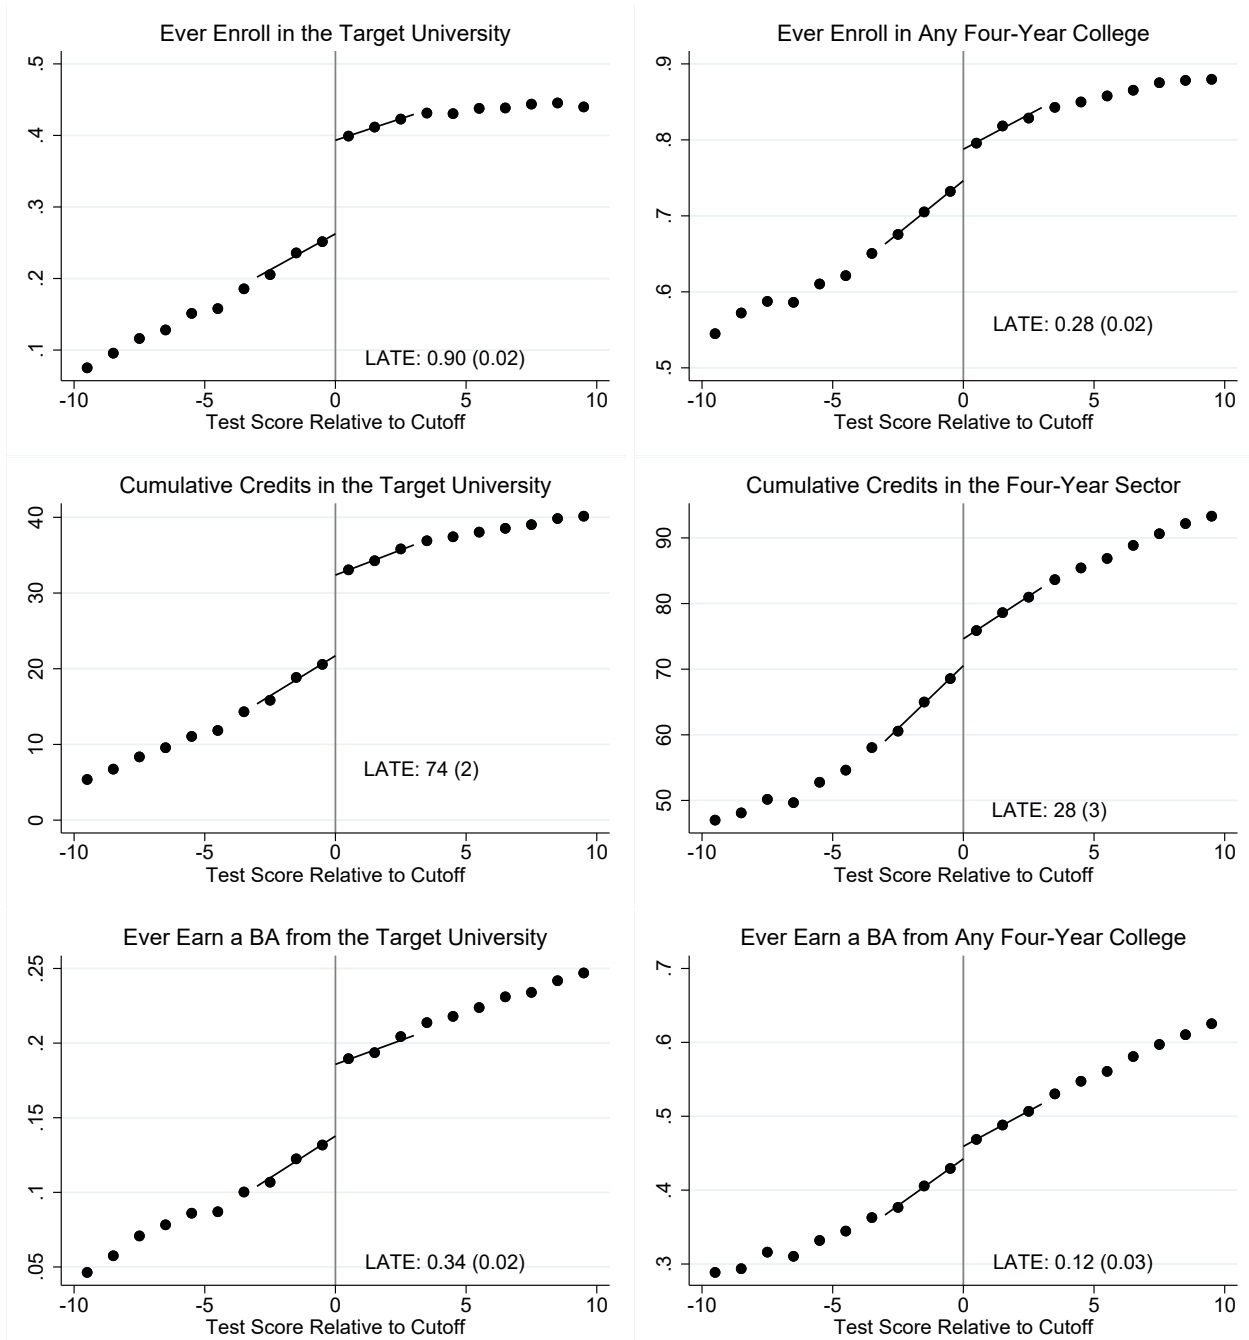 Ever Enroll in the Target University
.5
.4
.3
.2
.1
LATE: 0.90 (0.02)
-10 -5 0 5 10
Test Score Relative to Cutoff
Ever Enroll in Any Four-Year College
.9
.8
.7
.6
.5
LATE: 0.28 (0.02)
-10 -5 0 5 10
Test Score Relative to Cutoff
Cumulative Credits in the Target University
40
30
20
10
0
LATE: 74 (2)
-10 -5 0 5 10
Test Score Relative to Cutoff
Cumulative Credits in the Four-Year Sector
90
80
70
60
50
LATE: 28 (3)
-10 -5 0 5 10
Test Score Relative to Cutoff
Ever Earn a BA from the Target University
.25
.2
.15
.1
.05
LATE: 0.34 (0.02)
-10 -5 0 5 10
Test Score Relative to Cutoff
Ever Earn a BA from Any Four-Year College
.7
.6
.5
.4
.3
LATE: 0.12 (0.03)
-10 -5 0 5 10
Test Score Relative to Cutoff